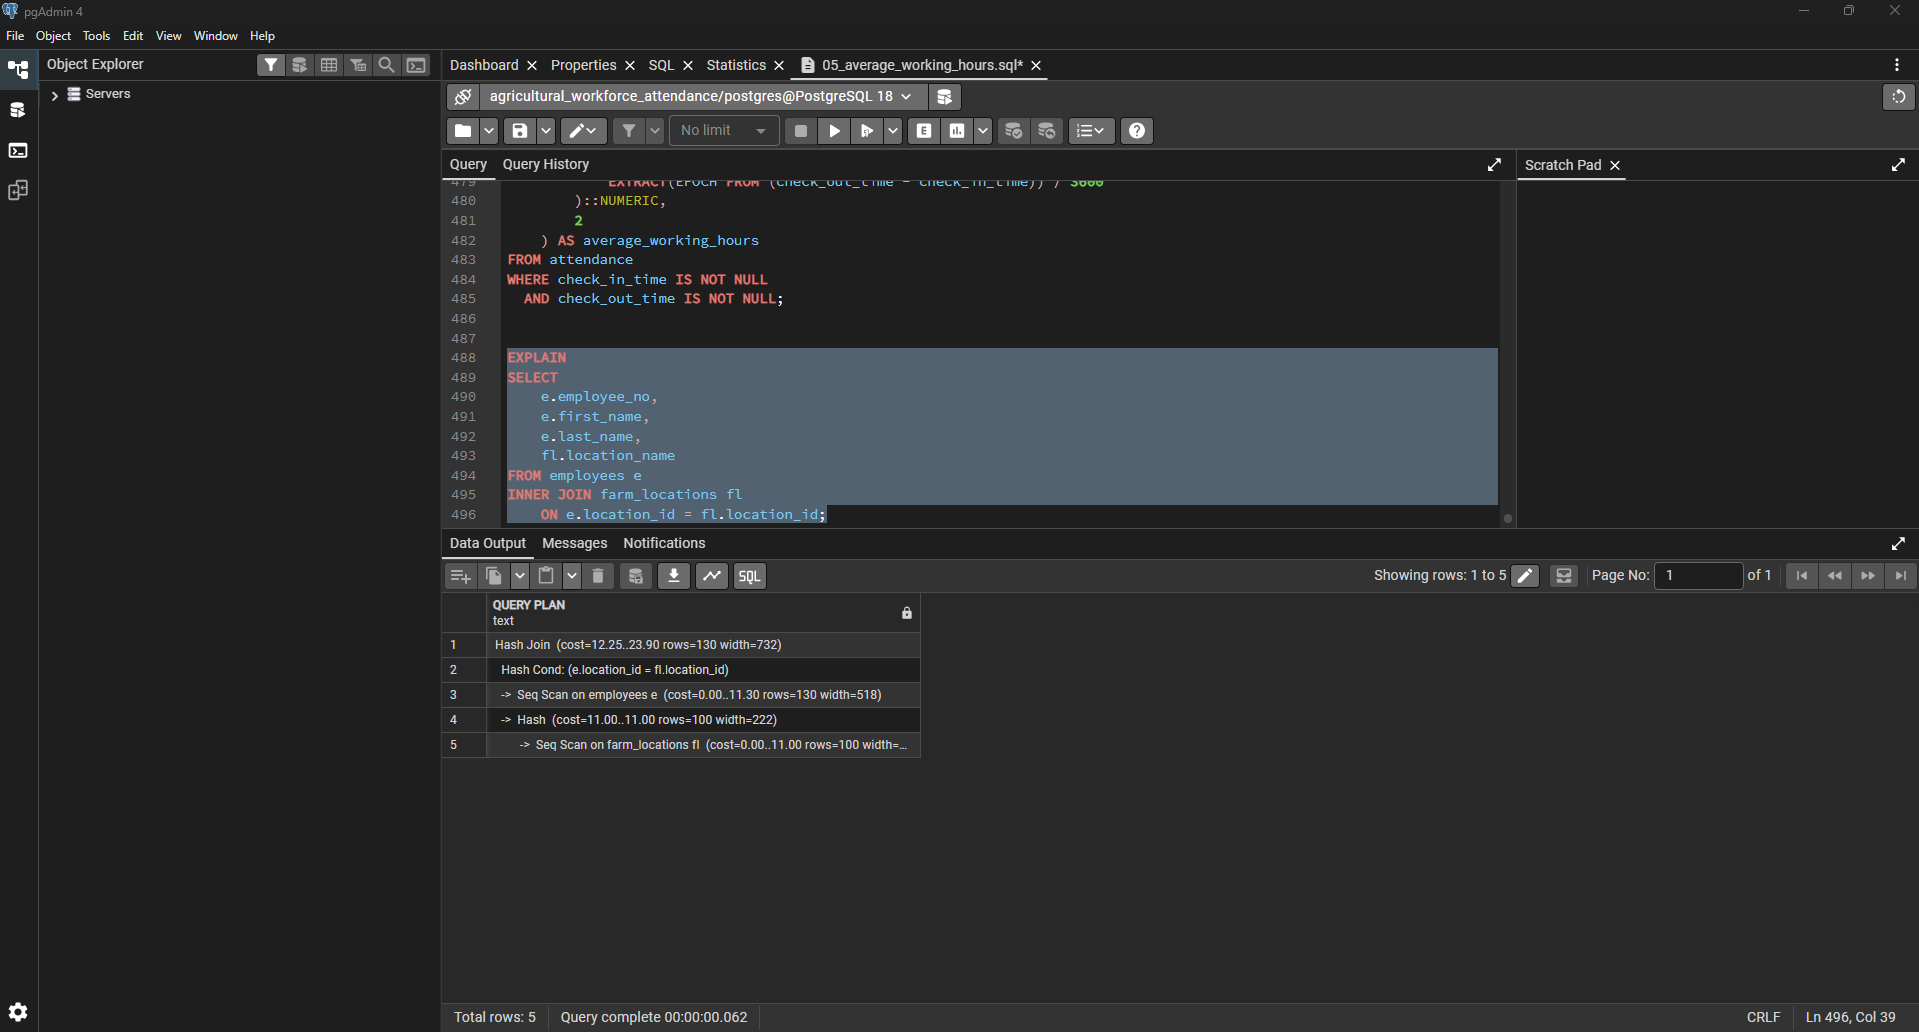 pgAdmin 4
File Object Tools Edit View Window Help
Object Explorer
Servers
Dashboard Properties SQL Statistics 05_average_working_hours.sql*
agricultural_workforce_attendance/postgres@PostgreSQL 18
No limit
E
Query Query History
Scratch Pad
479 EXTRACT(EPOCH FROM (check_out_time - check_in_time)) / 3600
480 )::NUMERIC,
481 2
482 ) AS average_working_hours
483 FROM attendance
484 WHERE check_in_time IS NOT NULL
485 AND check_out_time IS NOT NULL;
486
487
488 EXPLAIN
489 SELECT
490 e.employee_no,
491 e.first_name,
492 e.last_name,
493 fl.location_name
494 FROM employees e
495 INNER JOIN farm_locations fl
496 ON e.location_id = fl.location_id;
Data Output Messages Notifications
SQL Showing rows: 1 to 5 Page No: 1 of 1
QUERY PLAN
text
1 Hash Join (cost=12.25..23.90 rows=130 width=732)
2 Hash Cond: (e.location_id = fl.location_id)
3 -> Seq Scan on employees e (cost=0.00..11.30 rows=130 width=518)
4 -> Hash (cost=11.00..11.00 rows=100 width=222)
5 -> Seq Scan on farm_locations fl (cost=0.00..11.00 rows=100 width=...
Total rows: 5 Query complete 00:00:00.062 CRLF Ln 496, Col 39